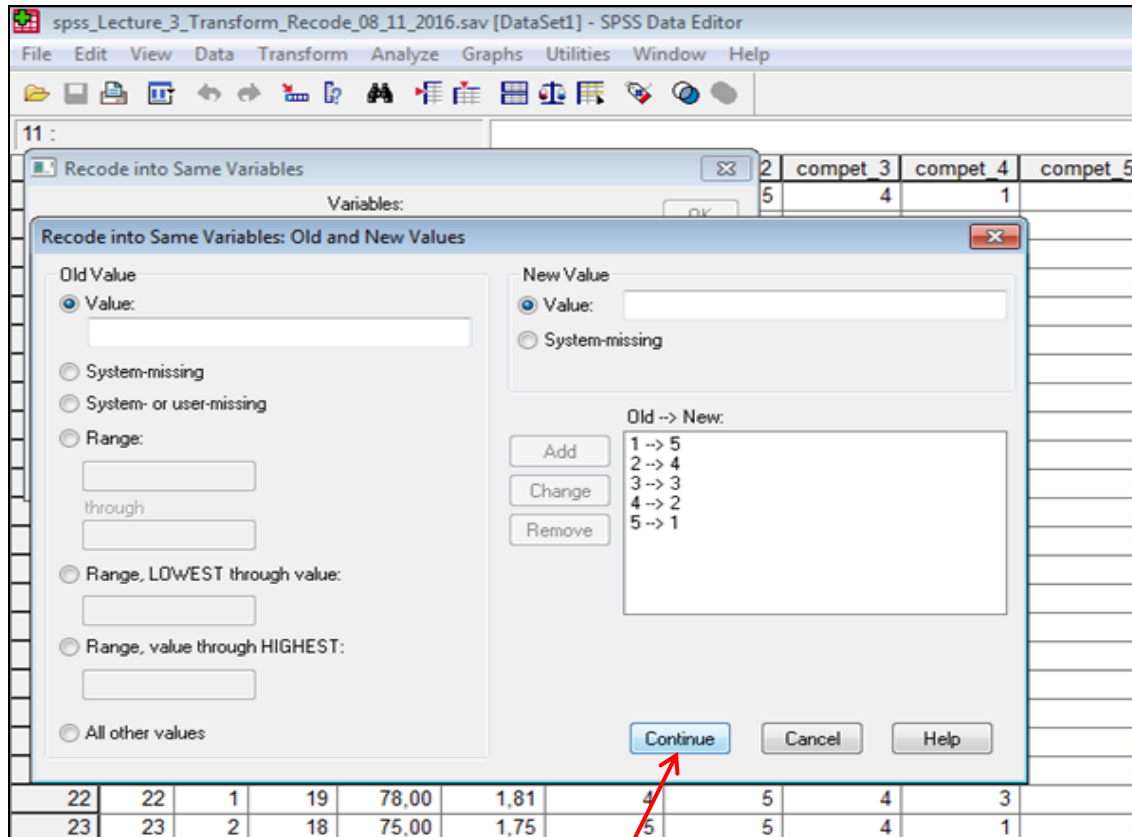 spss_Lecture_3_Transform_Recode_08_11_2016.sav [DataSet1] - SPSS Data Editor
File Edit View Data Transform Analyze Graphs Utilities Window Help
11 :
Recode into Same Variables
2 compet_3 compet_4 compet_5
Variables:
OK
5 4 1
Recode into Same Variables: Old and New Values
Old Value
Value:
System-missing
System- or user-missing
Range:
through
Range, LOWEST through value:
Range, value through HIGHEST:
All other values
New Value
Value:
System-missing
Old --> New:
Add
Change
Remove
1 --> 5
2 --> 4
3 --> 3
4 --> 2
5 --> 1
Continue Cancel Help
22 22 1 19 78,00 1,81 4 5 4 3
23 23 2 18 75,00 1,75 5 5 4 1